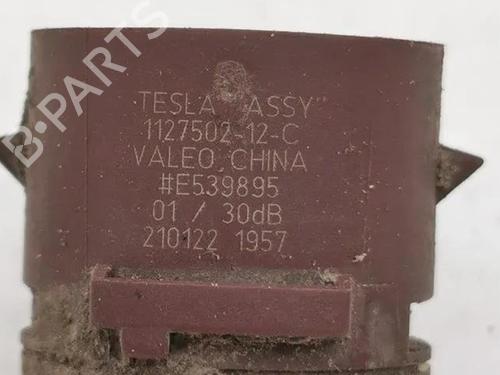 B-PARTS
TESLA "ASSY"
1127502-12-C
VALEO, CHINA
#E539895
01 / 30dB
210122 1957